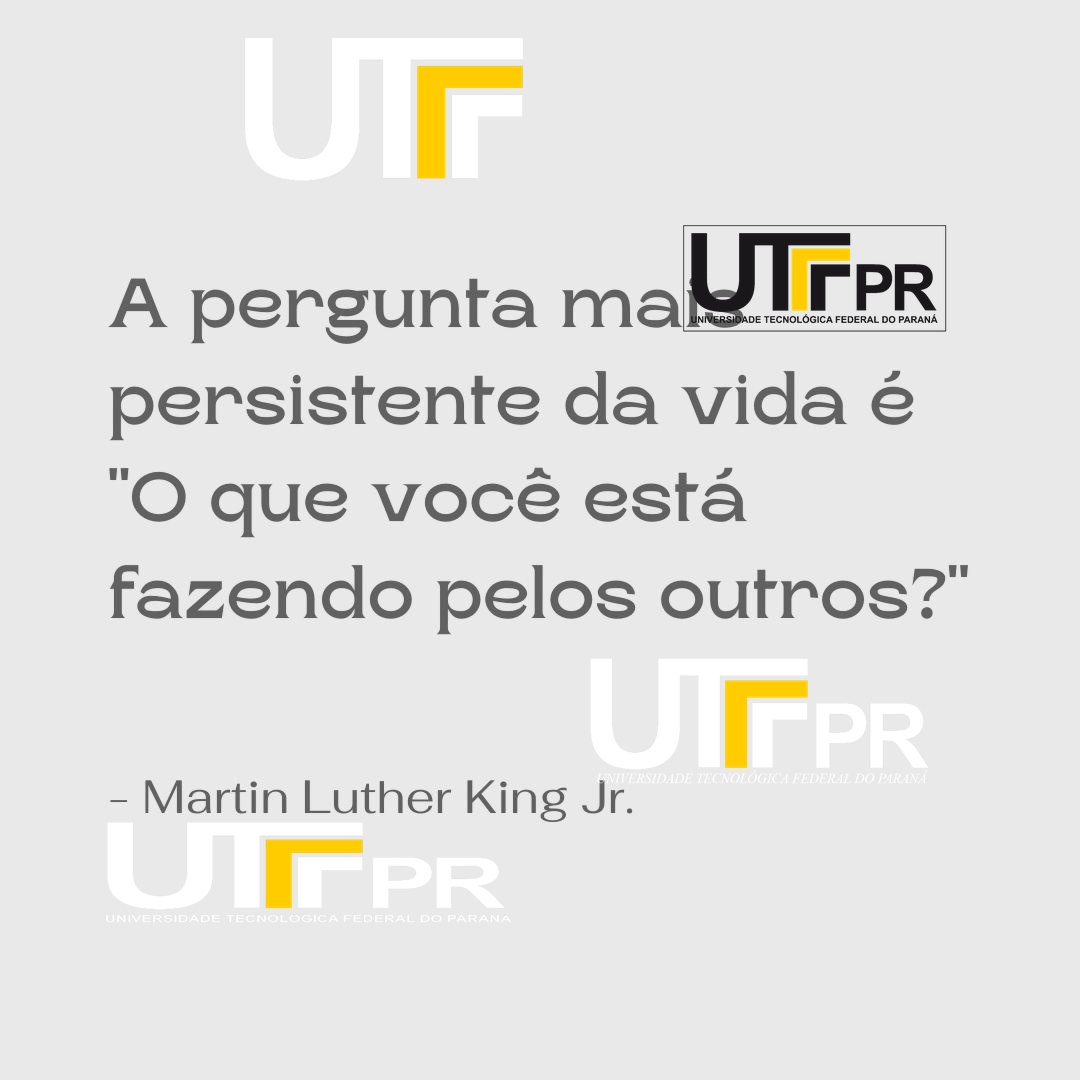 UTF
UTFPR
UNIVERSIDADE TECNOLÓGICA FEDERAL DO PARANÁ
A pergunta mais
persistente da vida é
"O que você está
fazendo pelos outros?"
UTFPR
UNIVERSIDADE TECNOLÓGICA FEDERAL DO PARANÁ
- Martin Luther King Jr.
UTFPR
UNIVERSIDADE TECNOLÓGICA FEDERAL DO PARANÁ